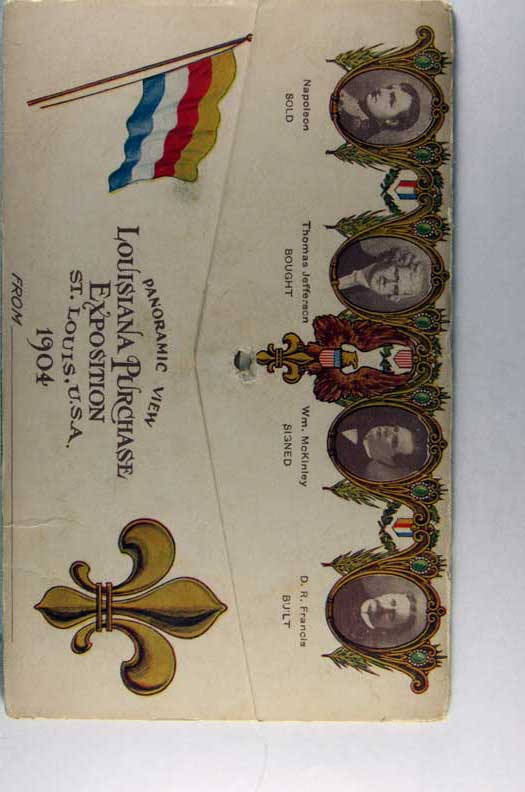 Napoleon
SOLD
Thomas Jefferson
BOUGHT
Wm. McKinley
SIGNED
D. R. Francis
BUILT
PANORAMIC VIEW
LOUISIANA PURCHASE
EXPOSITION
ST. LOUIS, U.S.A.
1904
FROM